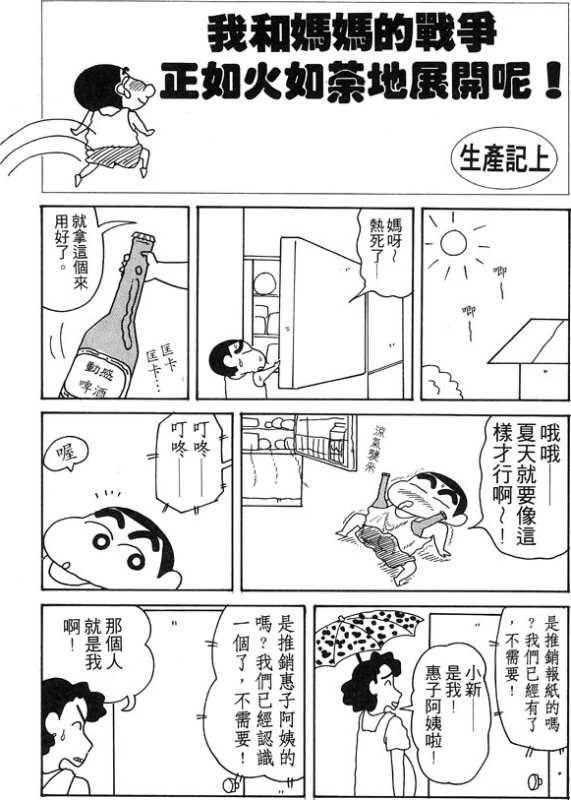 我和媽媽的戰爭
正如火如荼地展開呢！
生產記上
唧～
唧～
媽呀～
熱死了──
就拿這個來
用好了。
匡卡
匡卡……
動感
啤酒
哦哦──
夏天就要像這
樣才行啊～！
涼氣襲來
叮咚──
叮咚──
喔
是推銷報紙的嗎
？我們已經有了
，不需要！
小新──
是我！
惠子阿姨啦！
是推銷惠子阿姨的
嗎？我們已經認識
一個了，不需要！
那個人
就是我
啊！